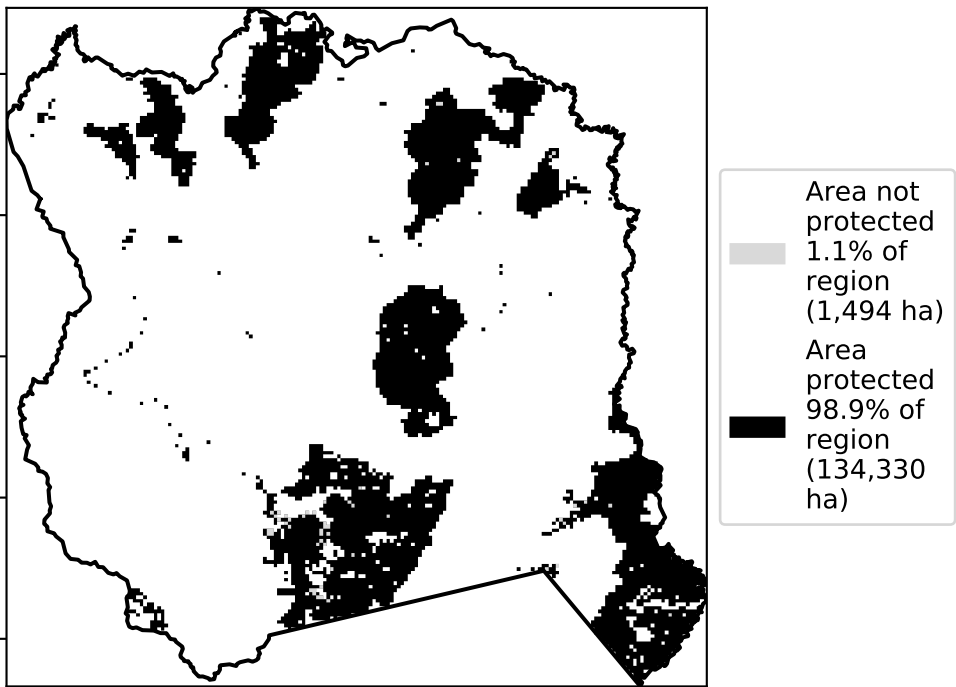 Area not
protected
1.1% of
region
(1,494 ha)
Area
protected
98.9% of
region
(134,330
ha)